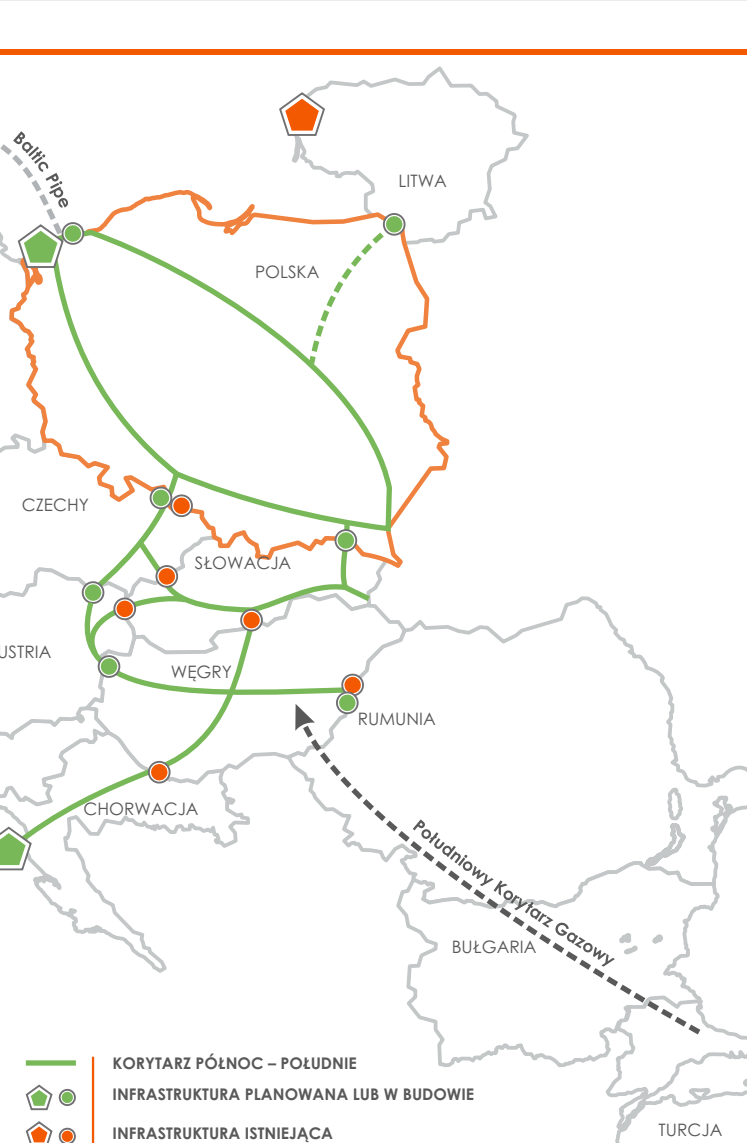 Baltic Pipe
LITWA
POLSKA
CZECHY
SŁOWACJA
USTRIA
WĘGRY
RUMUNIA
CHORWACJA
Południowy Korytarz Gazowy
BUŁGARIA
KORYTARZ PÓŁNOC – POŁUDNIE
INFRASTRUKTURA PLANOWANA LUB W BUDOWIE
INFRASTRUKTURA ISTNIEJĄCA
TURCJA